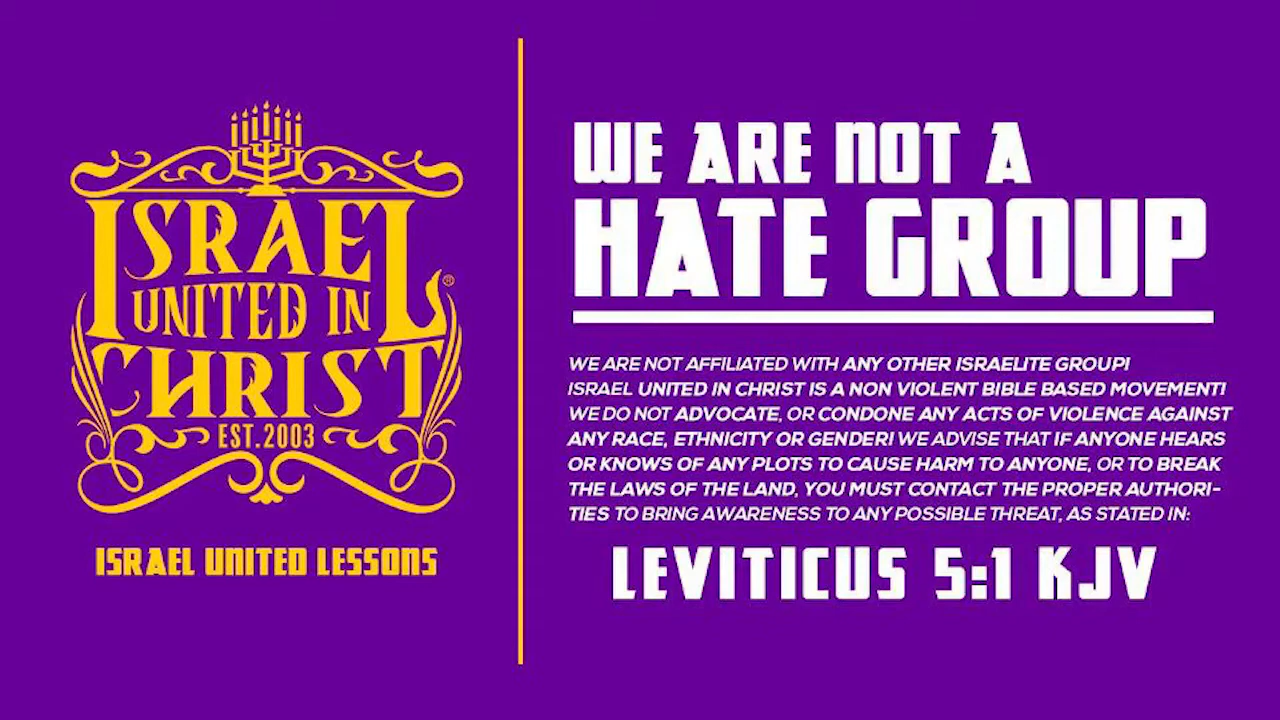 ISRAEL
UNITED IN
CHRIST
EST. 2003
ISRAEL UNITED LESSONS
WE ARE NOT A
HATE GROUP
WE ARE NOT AFFILIATED WITH ANY OTHER ISRAELITE GROUP!
ISRAEL UNITED IN CHRIST IS A NON VIOLENT BIBLE BASED MOVEMENT!
WE DO NOT ADVOCATE, OR CONDONE ANY ACTS OF VIOLENCE AGAINST
ANY RACE, ETHNICITY OR GENDER! WE ADVISE THAT IF ANYONE HEARS
OR KNOWS OF ANY PLOTS TO CAUSE HARM TO ANYONE, OR TO BREAK
THE LAWS OF THE LAND, YOU MUST CONTACT THE PROPER AUTHORI-
TIES TO BRING AWARENESS TO ANY POSSIBLE THREAT, AS STATED IN:
LEVITICUS 5:1 KJV